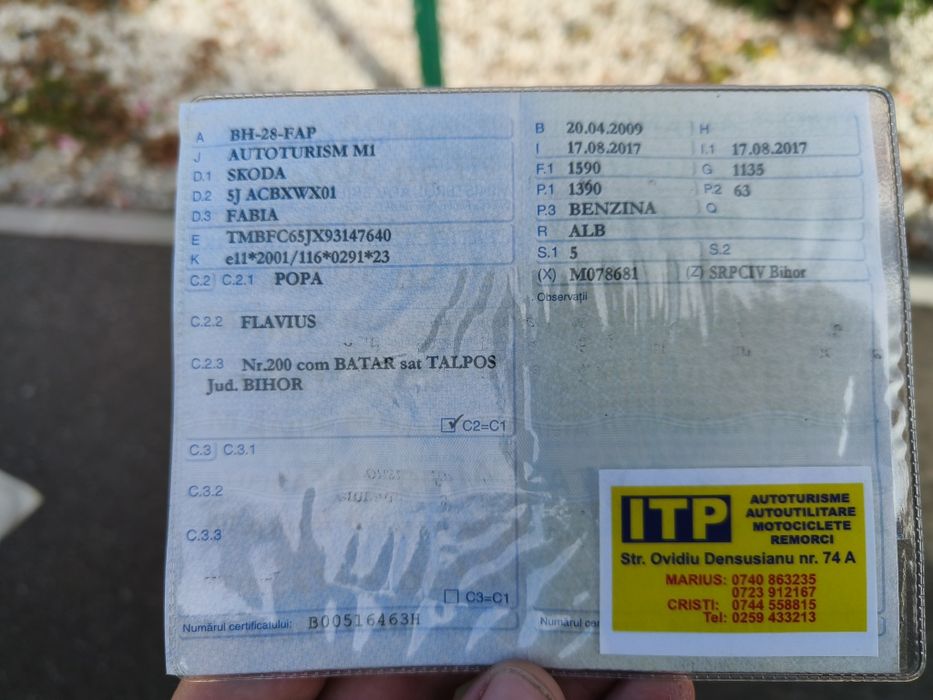 A BH-28-FAP
J AUTOTURISM M1
D.1 SKODA
D.2 5J ACBXWX01
D.3 FABIA
E TMBFC65JX93147640
K e11*2001/116*0291*23
C.2 C.2.1 POPA
C.2.2 FLAVIUS
C.2.3 Nr.200 com BATAR sat TALPOS
Jud. BIHOR
C2=C1
C.3 C.3.1
C.3.2
C.3.3
C3=C1
Numărul certificatului: B00516463H
B 20.04.2009 H
I 17.08.2017 I.1 17.08.2017
F.1 1590 G 1135
P.1 1390 P.2 63
P.3 BENZINA Q
R ALB
S.1 5 S.2
(X) M078681 (Z) SRPCIV Bihor
Observații
Numărul
ITP
AUTOTURISME
AUTOUTILITARE
MOTOCICLETE
REMORCI
Str. Ovidiu Densusianu nr. 74 A
MARIUS: 0740 863235
0723 912167
CRISTI: 0744 558815
Tel: 0259 433213